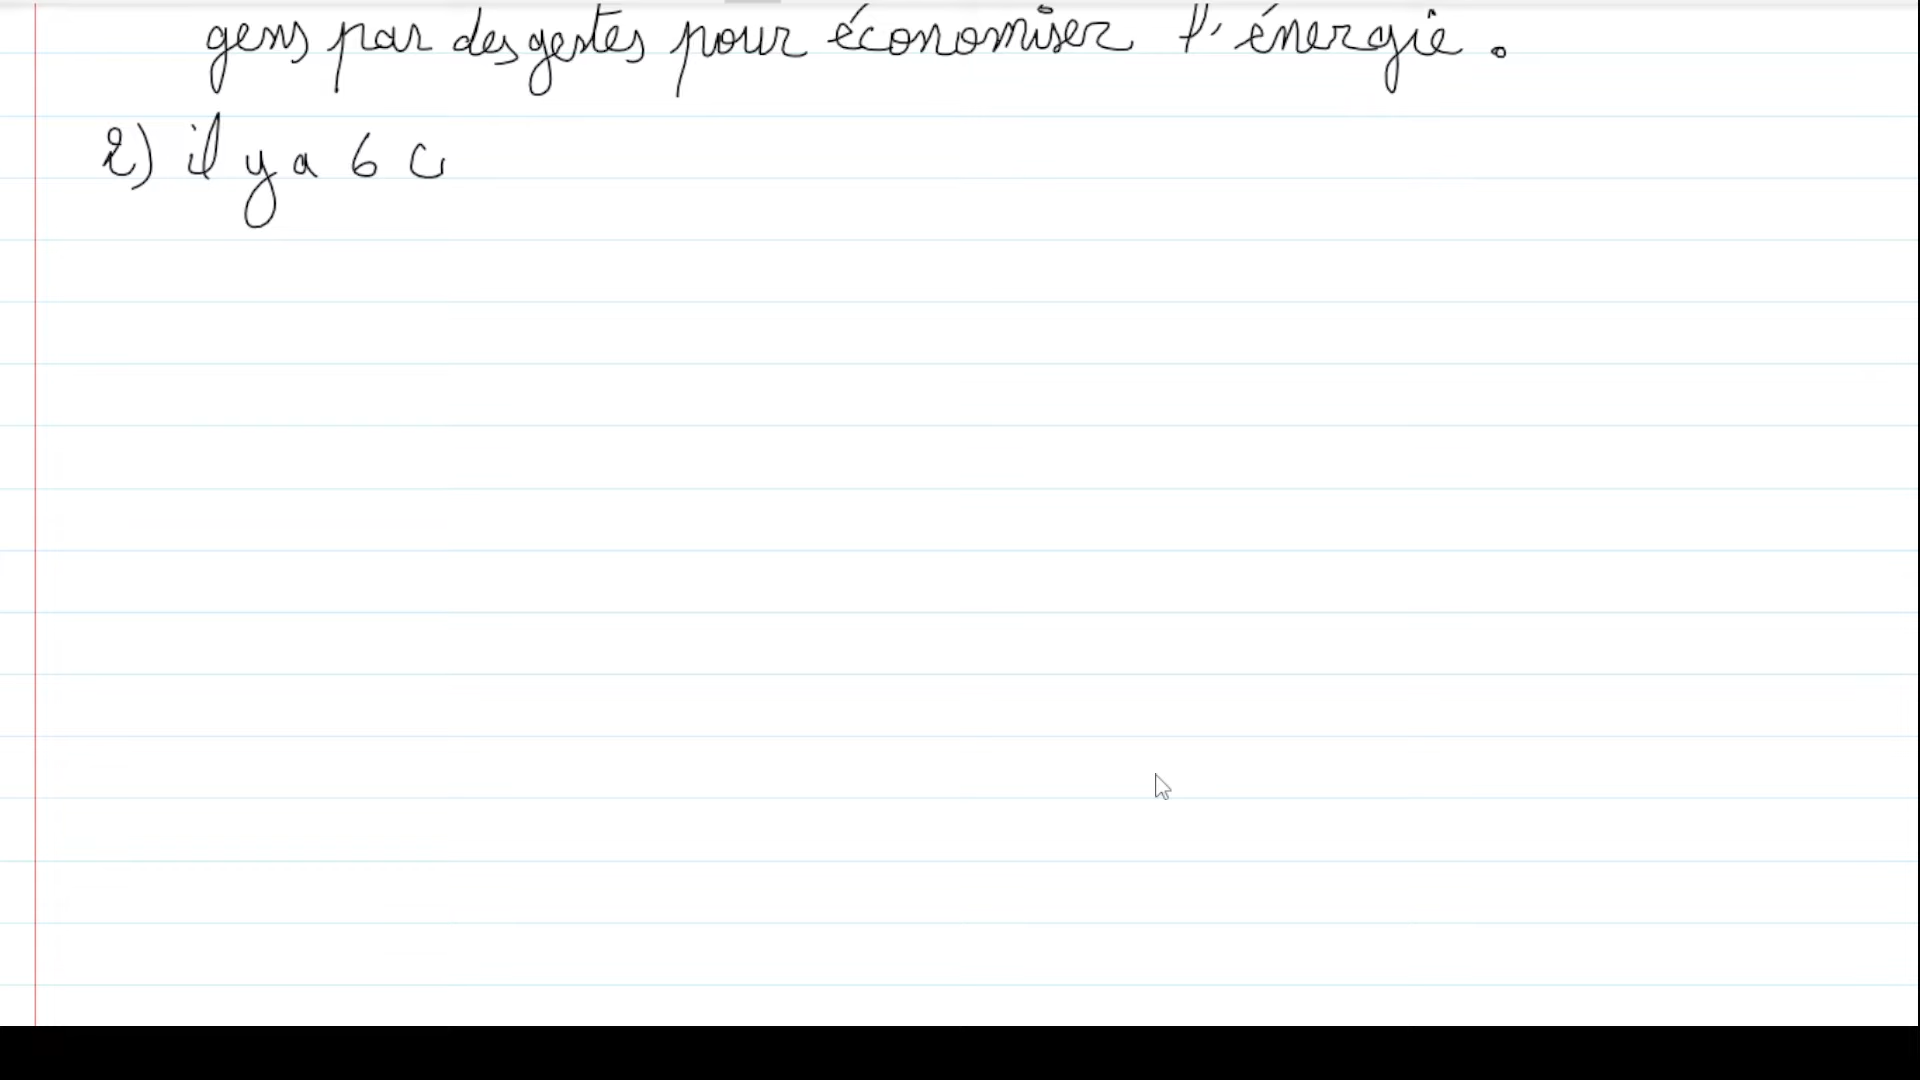 gens par des gestes pour économiser l'énergie.
2) il y a 6 c